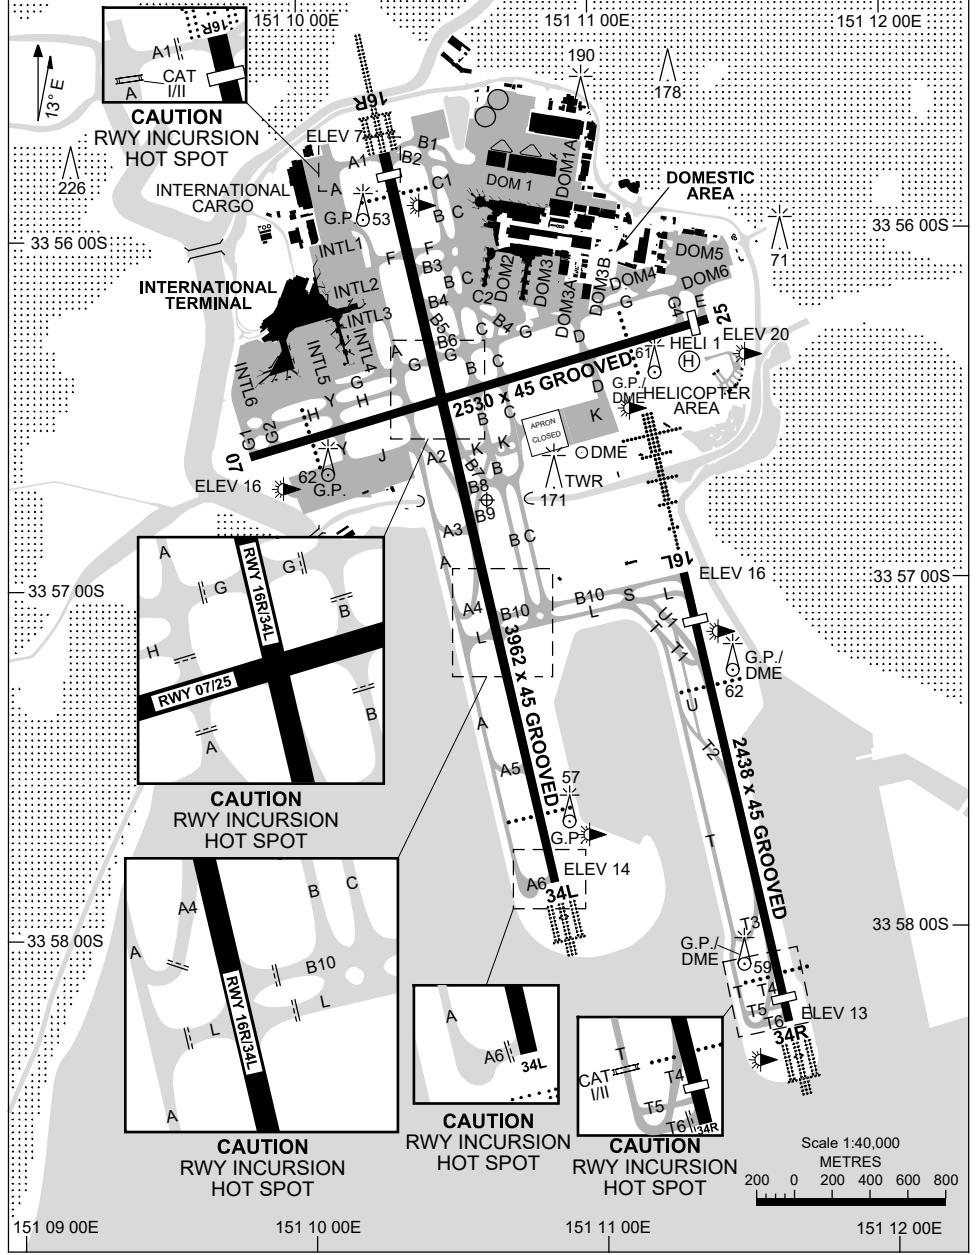 151 10 00E
151 11 00E
151 12 00E
13° E
16R
A1
CAT
I/II
A
CAUTION
RWY INCURSION
HOT SPOT
190
178
226
16R
ELEV 7
A1
B2
B1
A
C1
B
C
G.P.
53
INTERNATIONAL
CARGO
DOM 1
DOM1A
DOMESTIC
AREA
71
33 56 00S
33 56 00S
INTL1
F
F
B3
B
C
DOM2
DOM3
DOM3A
DOM3B
DOM4
DOM5
DOM6
INTERNATIONAL
TERMINAL
INTL2
INTL3
INTL4
INTL5
INTL6
B4
B5
B6
C2
C
B4
G
D
G
G4
E
25
ELEV 20
A
G
G
B
C
HELI 1
H
61
G
Y
H
H
2530 x 45 GROOVED
D
G.P./
DME
HELICOPTER
AREA
G1
G2
07
Y
J
A2
B
C
K
K
B7
B
B8
B9
APRON
CLOSED
K
DME
TWR
171
ELEV 16
62
G.P.
A3
A
B
C
16L
ELEV 16
33 57 00S
33 57 00S
A4
B10
L
B10
L
S
L
U1
T
T1
G.P./
DME
62
U
T2
3962 x 45 GROOVED
2438 x 45 GROOVED
A
G
RWY 16R/34L
G
B
H
RWY 07/25
A
B
CAUTION
RWY INCURSION
HOT SPOT
A
A5
57
G.P.
T
ELEV 14
A6
34L
A4
B
C
A
B10
RWY 16R/34L
L
L
A
CAUTION
RWY INCURSION
HOT SPOT
33 58 00S
33 58 00S
T3
G.P./
DME
59
T
T4
T5
T6
ELEV 13
34R
A
A6
34L
CAUTION
RWY INCURSION
HOT SPOT
T
CAT
I/II
T4
T5
T6
34R
CAUTION
RWY INCURSION
HOT SPOT
Scale 1:40,000
METRES
200 0 200 400 600 800
151 09 00E
151 10 00E
151 11 00E
151 12 00E